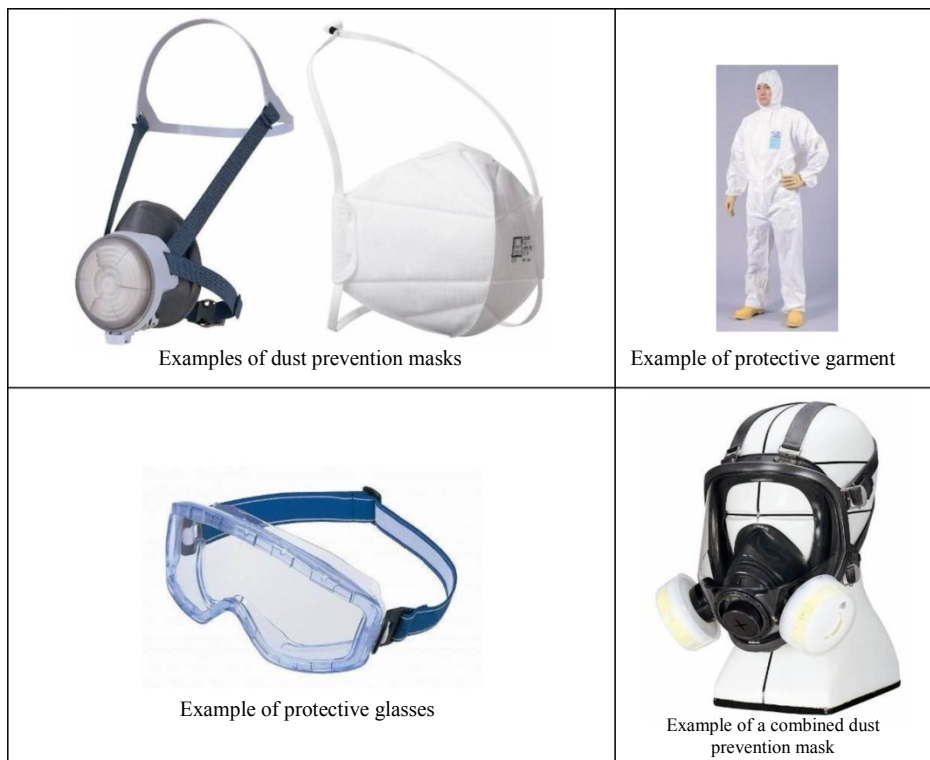 Examples of dust prevention masks
Example of protective garment
Example of protective glasses
Example of a combined dust
prevention mask